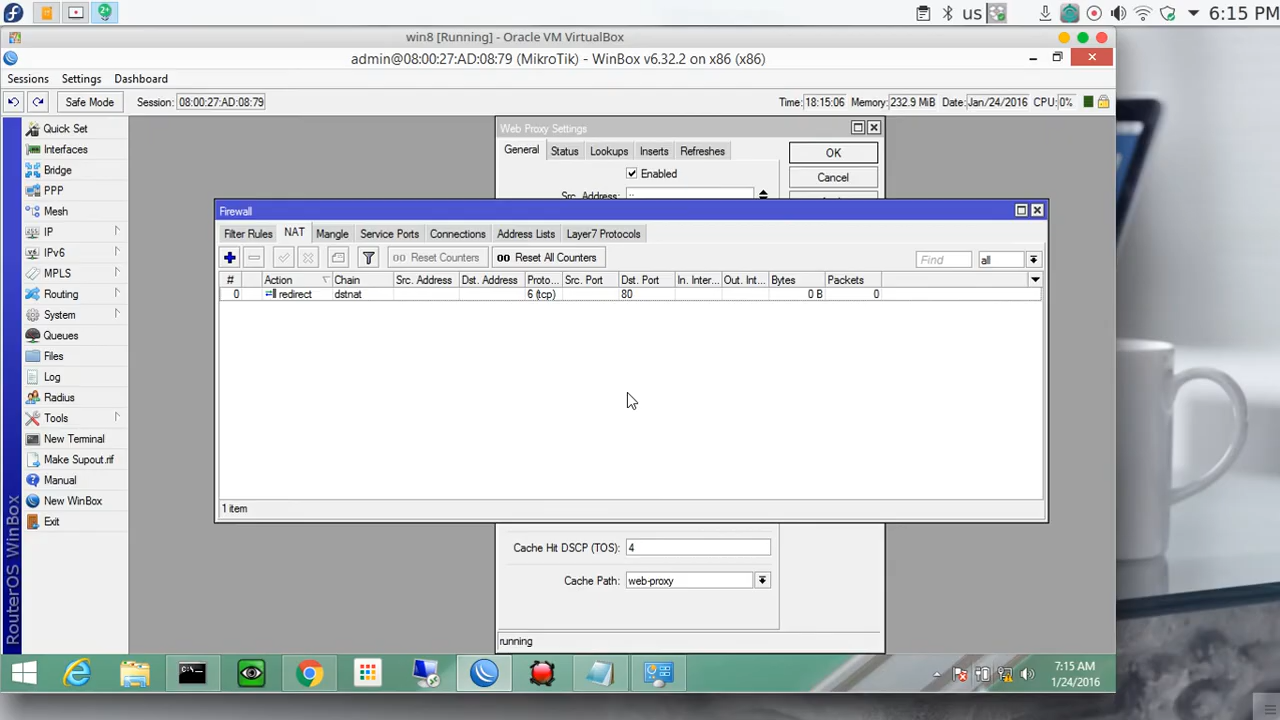 us
6:15 PM
win8 [Running] - Oracle VM VirtualBox
admin@08:00:27:AD:08:79 (MikroTik) - WinBox v6.32.2 on x86 (x86)
Sessions Settings Dashboard
Safe Mode Session: 08:00:27:AD:08:79 Time: 18:15:06 Memory: 232.9 MiB Date: Jan/24/2016 CPU: 0%
Quick Set
Interfaces
Bridge
PPP
Mesh
IP
IPv6
MPLS
Routing
System
Queues
Files
Log
Radius
Tools
New Terminal
Make Supout.rif
Manual
New WinBox
Exit
RouterOS WinBox
Web Proxy Settings
General Status Lookups Inserts Refreshes
OK
Enabled
Cancel
Src. Address: ::
Firewall
Filter Rules NAT Mangle Service Ports Connections Address Lists Layer7 Protocols
00 Reset Counters 00 Reset All Counters Find all
# Action Chain Src. Address Dst. Address Proto... Src. Port Dst. Port In. Inter... Out. Int... Bytes Packets
0 redirect dstnat 6 (tcp) 80 0 B 0
1 item
Cache Hit DSCP (TOS): 4
Cache Path: web-proxy
running
7:15 AM
1/24/2016